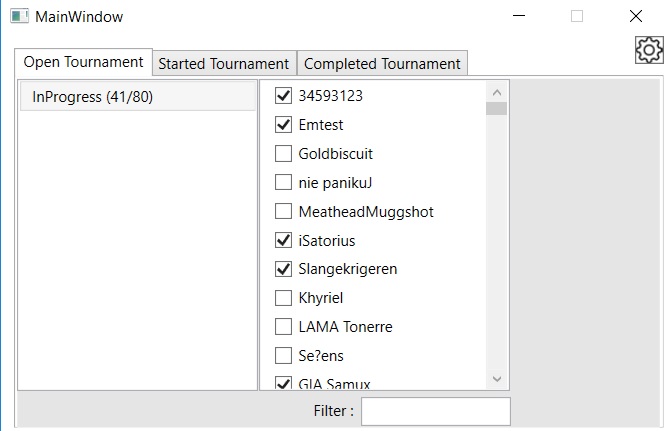 MainWindow
Open Tournament
Started Tournament
Completed Tournament
InProgress (41/80)
34593123
Emtest
Goldbiscuit
nie panikuJ
MeatheadMuggshot
iSatorius
Slangekrigeren
Khyriel
LAMA Tonerre
Se?ens
GIA Samux
Filter :